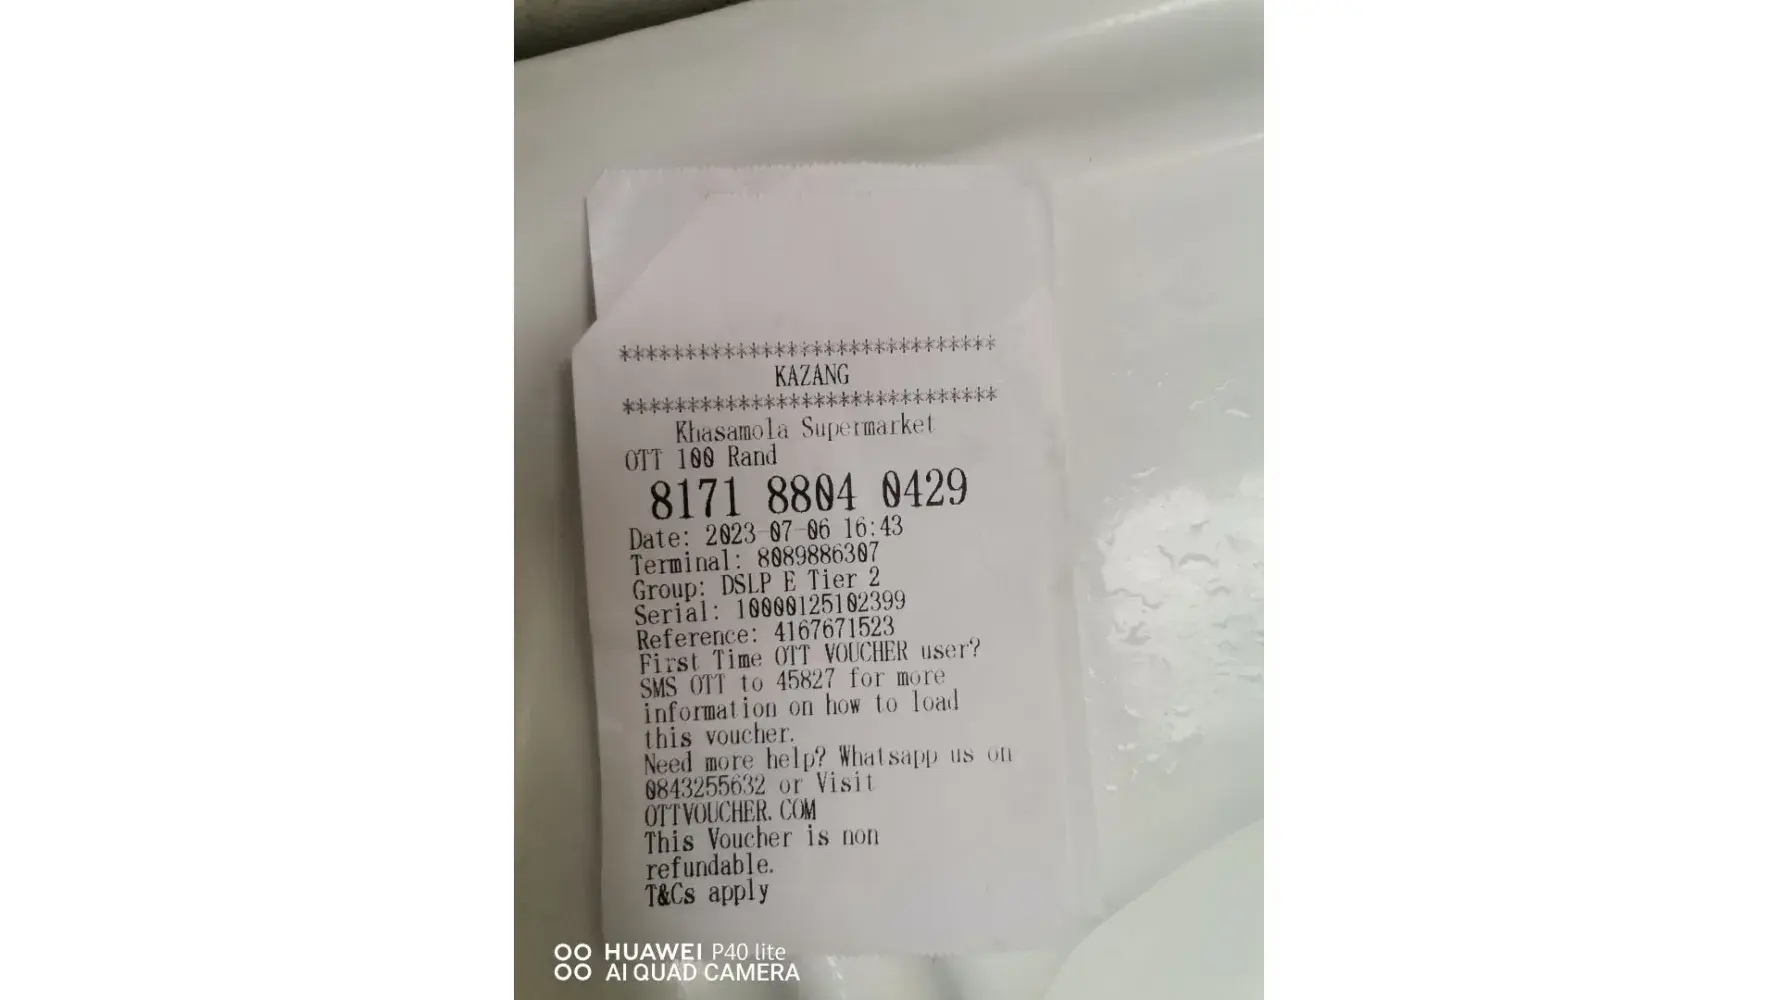 *****************************
KAZANG
*****************************
Khasamola Supermarket
OTT 100 Rand
8171 8804 0429
Date: 2023-07-06 16:43
Terminal: 8089886307
Group: DSLP E Tier 2
Serial: 10000125102399
Reference: 4167671523
First Time OTT VOUCHER user?
SMS OTT to 45827 for more
information on how to load
this voucher.
Need more help? Whatsapp us on
0843255632 or Visit
OTTVOUCHER.COM
This Voucher is non
refundable.
T&Cs apply
HUAWEI P40 lite
AI QUAD CAMERA